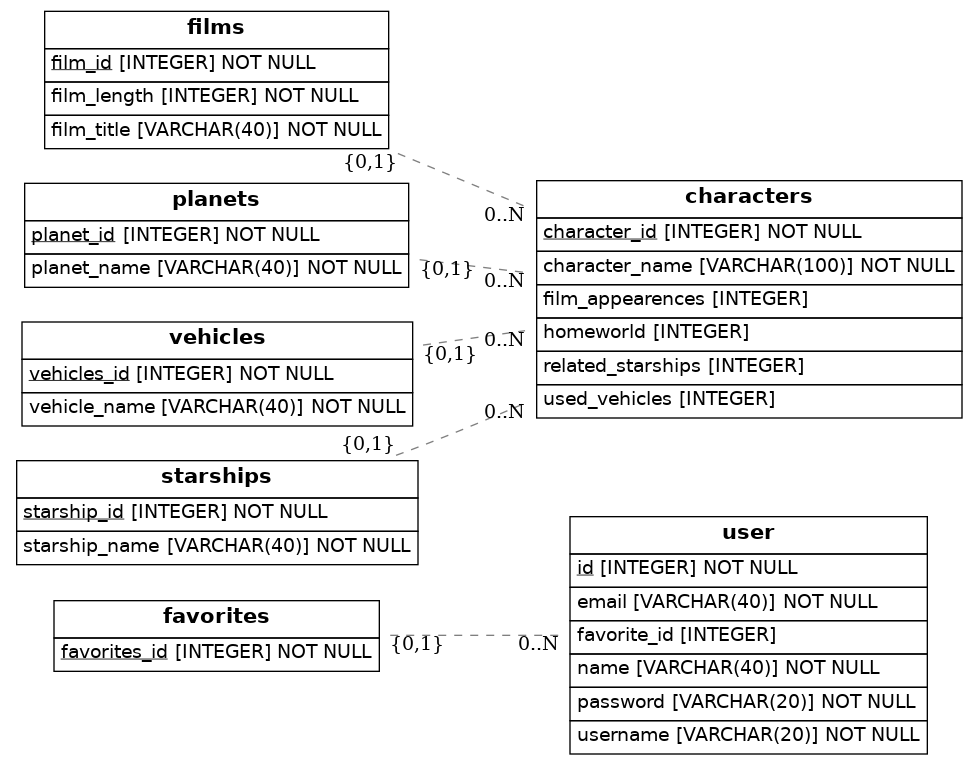 films
film_id [INTEGER] NOT NULL
film_length [INTEGER] NOT NULL
film_title [VARCHAR(40)] NOT NULL
{0,1}
0..N
planets
planet_id [INTEGER] NOT NULL
planet_name [VARCHAR(40)] NOT NULL
{0,1}
0..N
vehicles
vehicles_id [INTEGER] NOT NULL
vehicle_name [VARCHAR(40)] NOT NULL
{0,1}
0..N
starships
starship_id [INTEGER] NOT NULL
starship_name [VARCHAR(40)] NOT NULL
{0,1}
0..N
characters
character_id [INTEGER] NOT NULL
character_name [VARCHAR(100)] NOT NULL
film_appearences [INTEGER]
homeworld [INTEGER]
related_starships [INTEGER]
used_vehicles [INTEGER]
favorites
favorites_id [INTEGER] NOT NULL
{0,1}
0..N
user
id [INTEGER] NOT NULL
email [VARCHAR(40)] NOT NULL
favorite_id [INTEGER]
name [VARCHAR(40)] NOT NULL
password [VARCHAR(20)] NOT NULL
username [VARCHAR(20)] NOT NULL